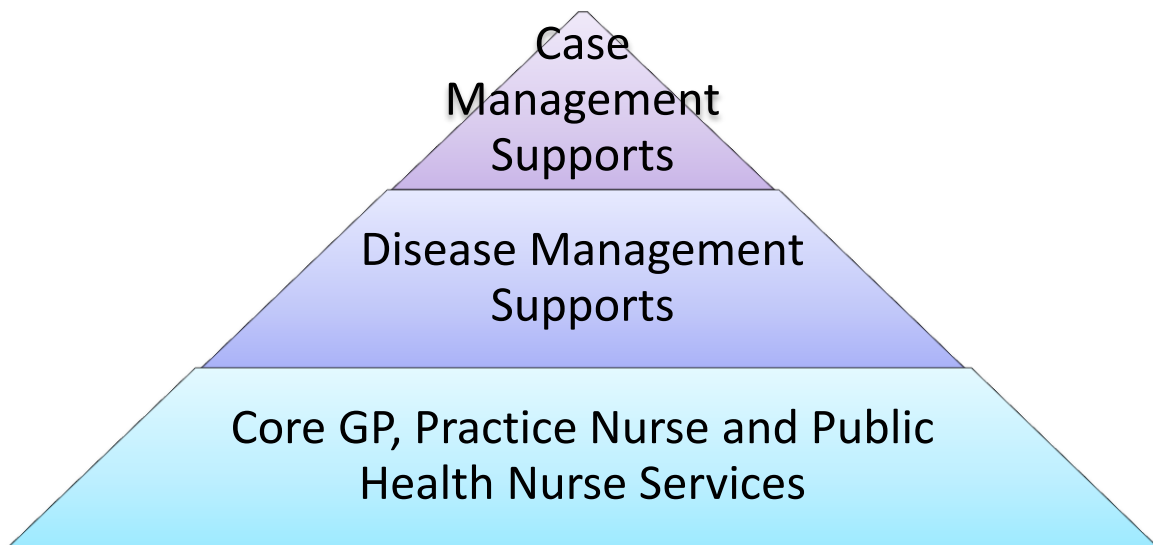 Case
Management
Supports
Disease Management
Supports
Core GP, Practice Nurse and Public
Health Nurse Services